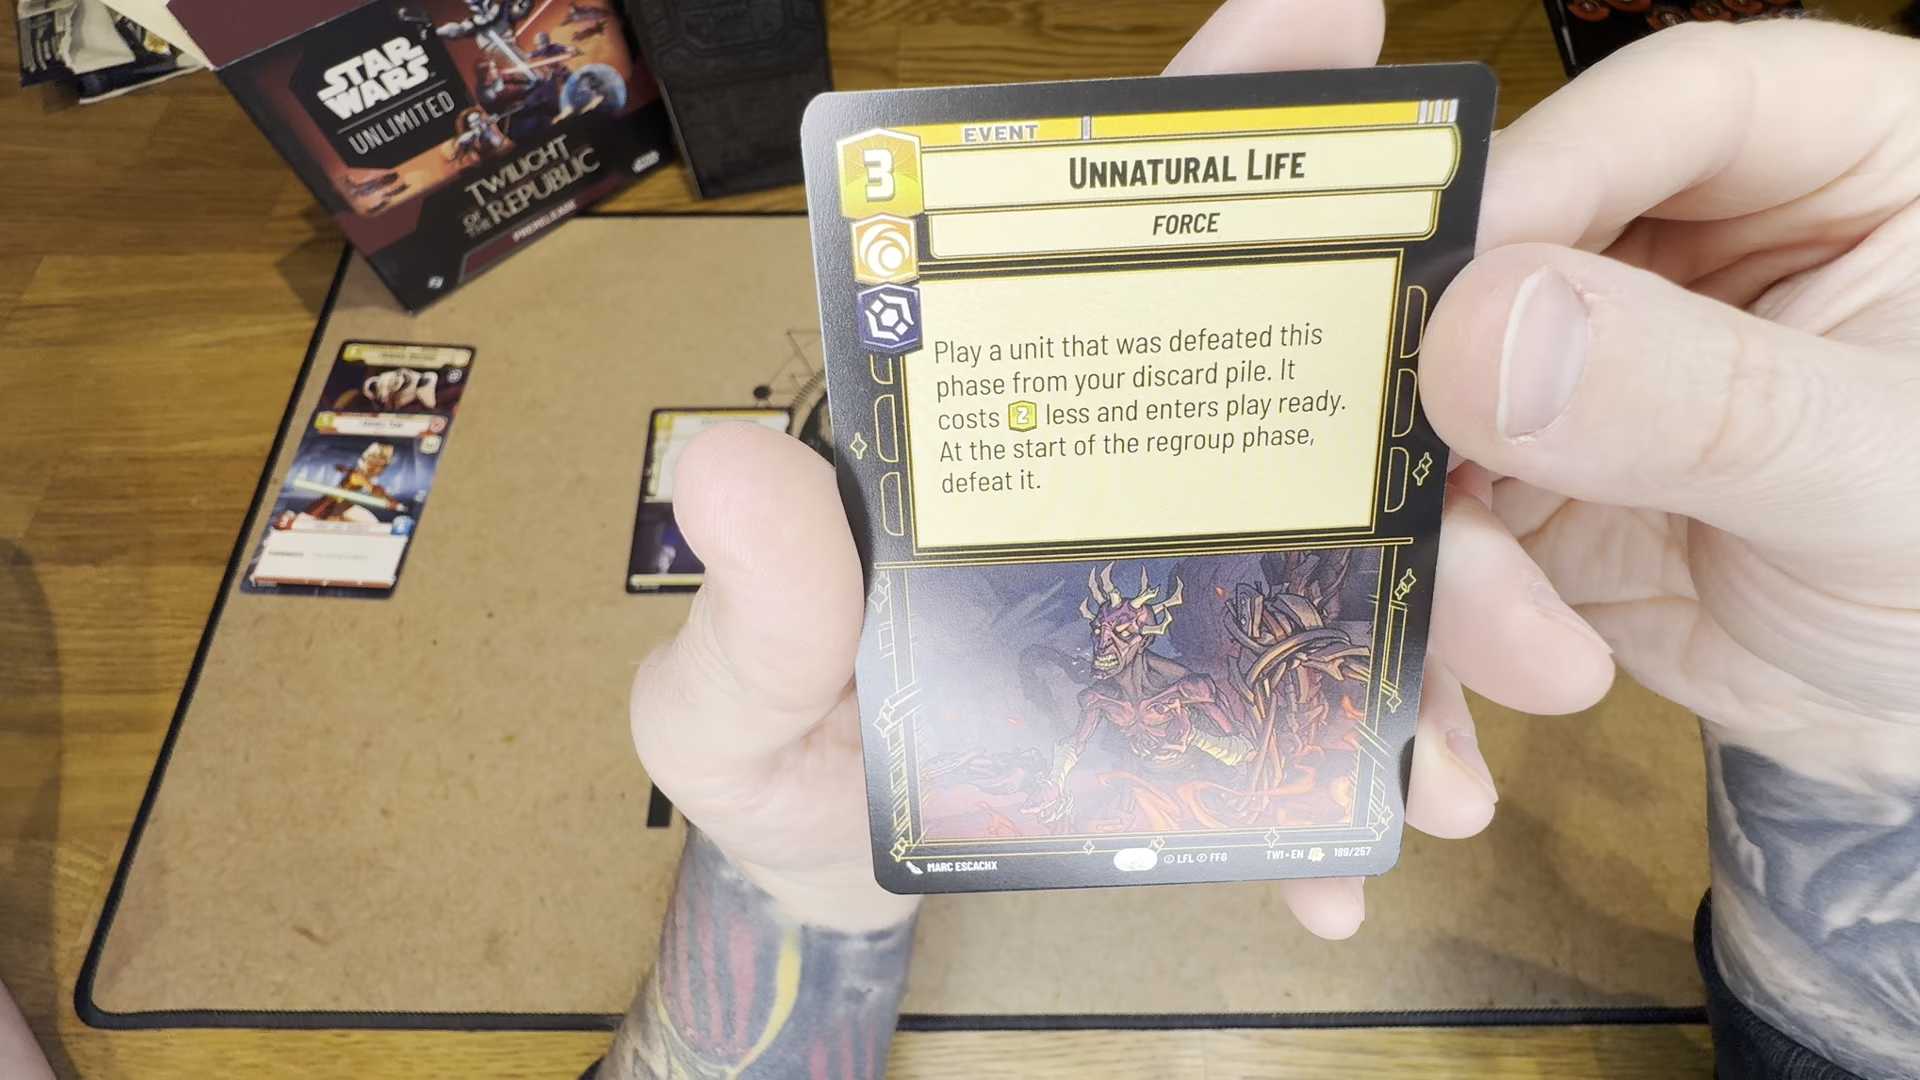 STAR
WARS
UNLIMITED
TWILIGHT
OF
THE REPUBLIC
PRERELEASE
EVENT
3
UNNATURAL LIFE
FORCE
Play a unit that was defeated this
phase from your discard pile. It
costs 2 less and enters play ready.
At the start of the regroup phase,
defeat it.
MARC ESCACHX
© LFL © FFG
TWI • EN
189/257